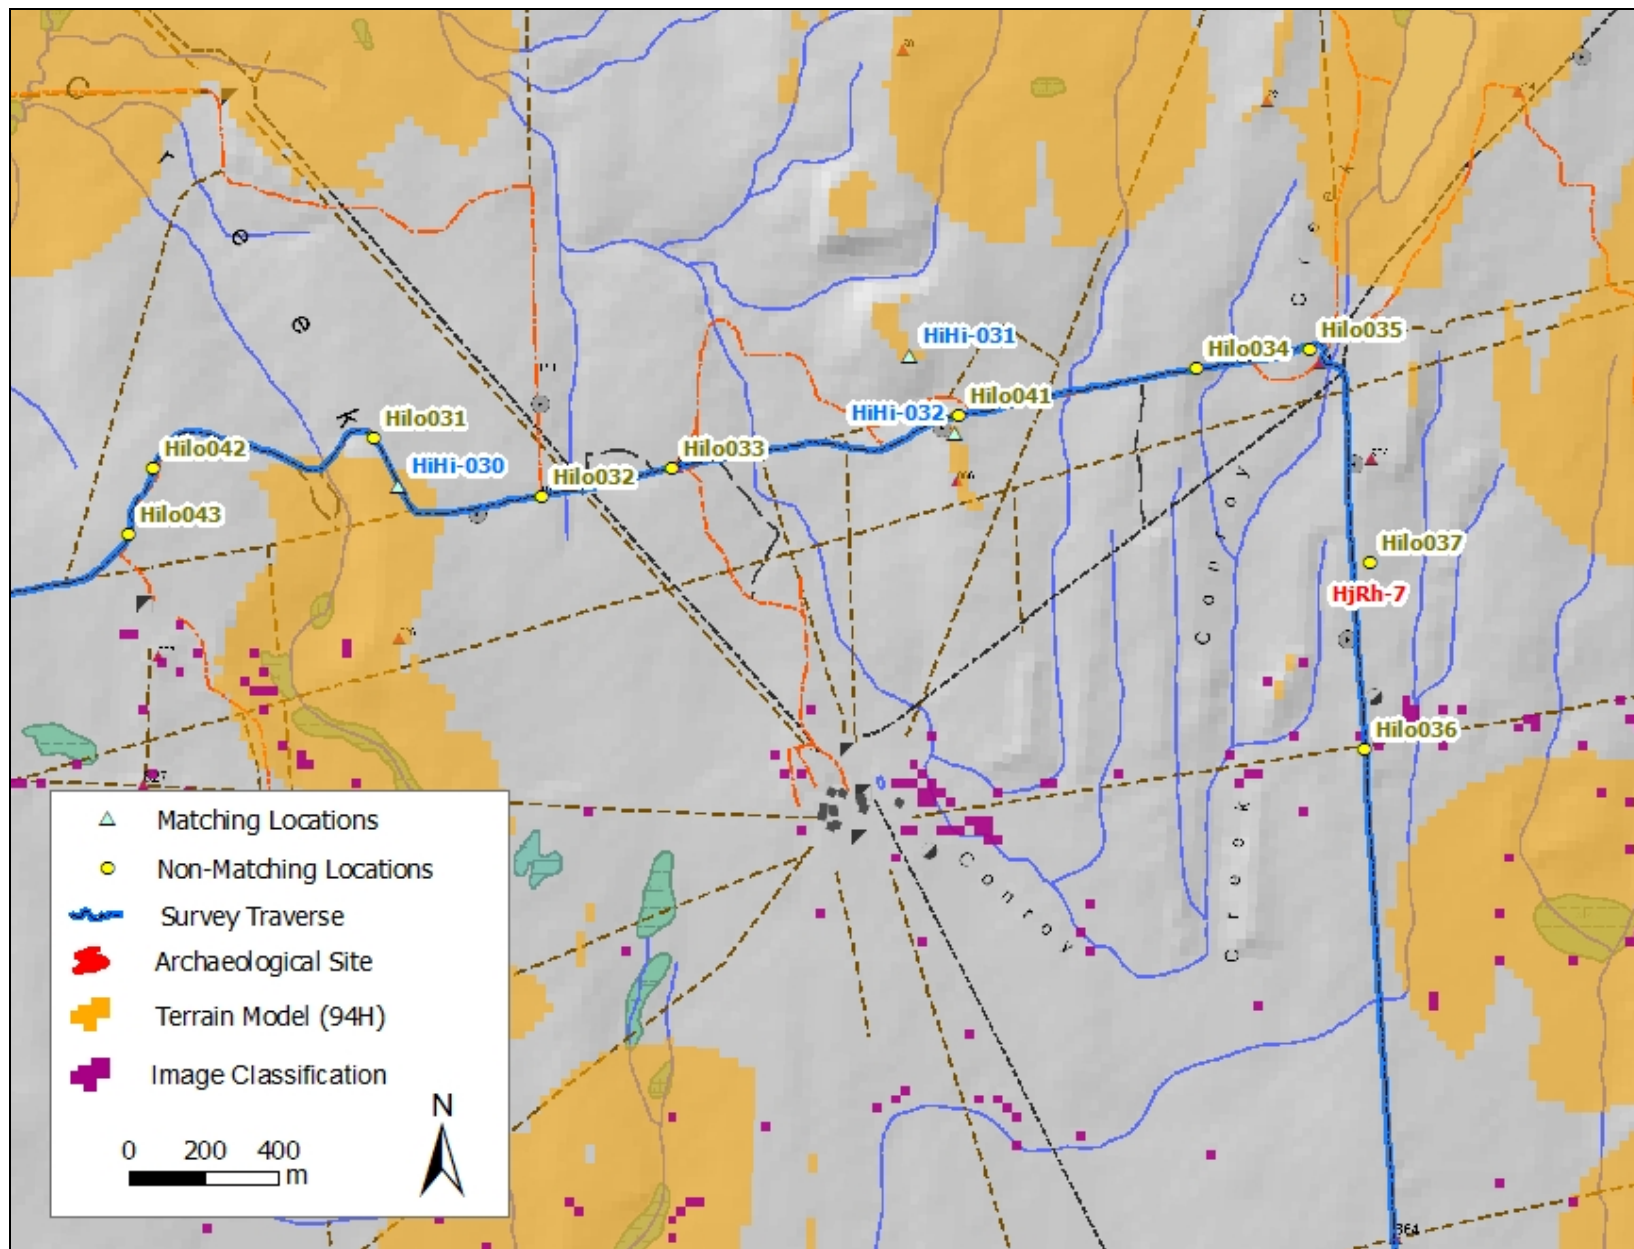 HiHi-031
Hilo035
Hilo034
Hilo041
HiHi-032
Hilo031
Hilo042
HiHi-030
Hilo033
Hilo032
Hilo043
Hilo037
HjRh-7
Hilo036
C r e e k
C r e e k
C o n r o y
C r e e k
C o n r o y
364
Matching Locations
Non-Matching Locations
Survey Traverse
Archaeological Site
Terrain Model (94H)
Image Classification
N
0 200 400
m